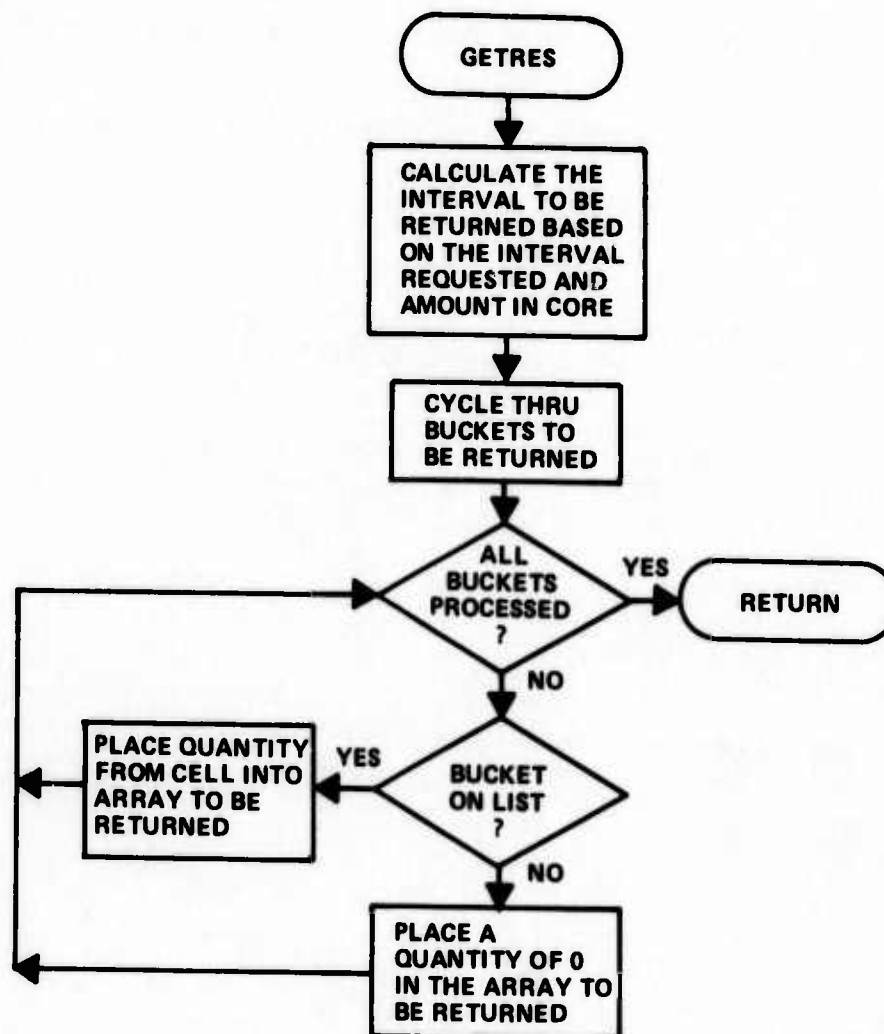 GETRES
CALCULATE THE
INTERVAL TO BE
RETURNED BASED
ON THE INTERVAL
REQUESTED AND
AMOUNT IN CORE
CYCLE THRU
BUCKETS TO
BE RETURNED
ALL
BUCKETS
PROCESSED
?
YES
RETURN
NO
BUCKET
ON LIST
?
YES
PLACE QUANTITY
FROM CELL INTO
ARRAY TO BE
RETURNED
NO
PLACE A
QUANTITY OF 0
IN THE ARRAY TO
BE RETURNED